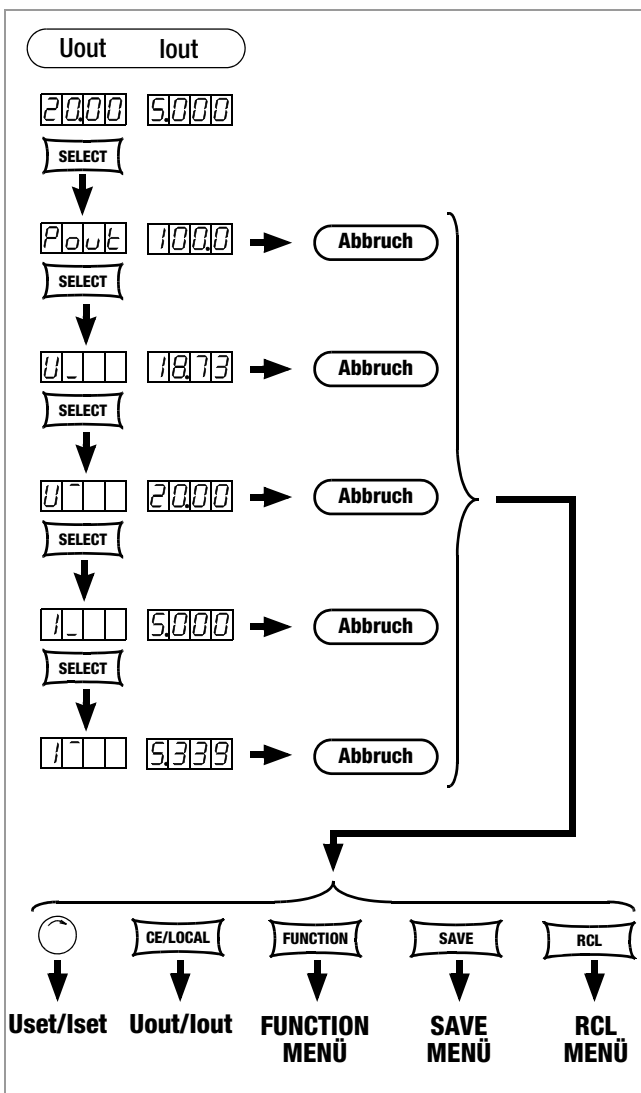 Uout Iout
20.00 5.000
SELECT
Pout 100.0 Abbruch
SELECT
U_ 18.73 Abbruch
SELECT
U¯ 20.00 Abbruch
SELECT
I_ 5.000 Abbruch
SELECT
I¯ 5.339 Abbruch
CE/LOCAL FUNCTION SAVE RCL
Uset/Iset Uout/Iout FUNCTION MENÜ SAVE MENÜ RCL MENÜ